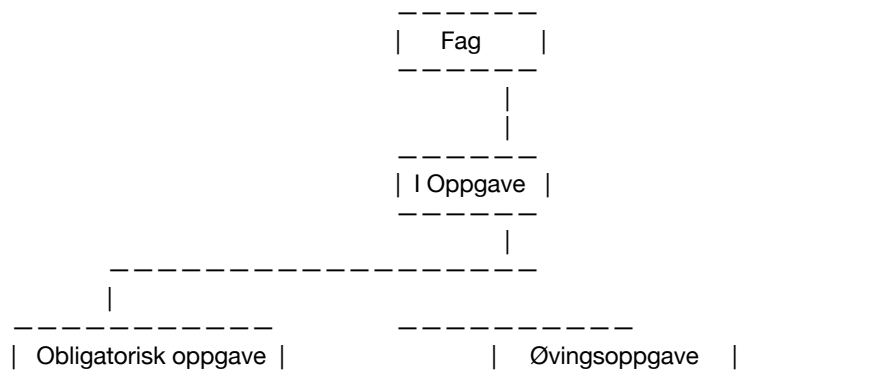 — — — — — —
| Fag |
— — — — — —
|
|
— — — — — —
| I Oppgave |
— — — — — —
|
— — — — — — — — — — — — — — — — — —
|
— — — — — — — — — — — — — — — — — — — — —
| Obligatorisk oppgave | | Øvingsoppgave |